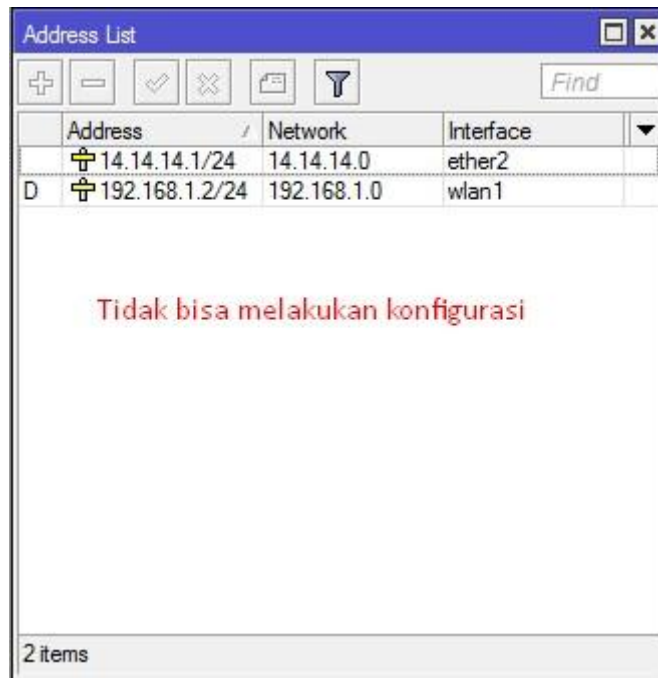 Address List
Find
Address / Network Interface
14.14.14.1/24 14.14.14.0 ether2
D 192.168.1.2/24 192.168.1.0 wlan1
Tidak bisa melakukan konfigurasi
2 items